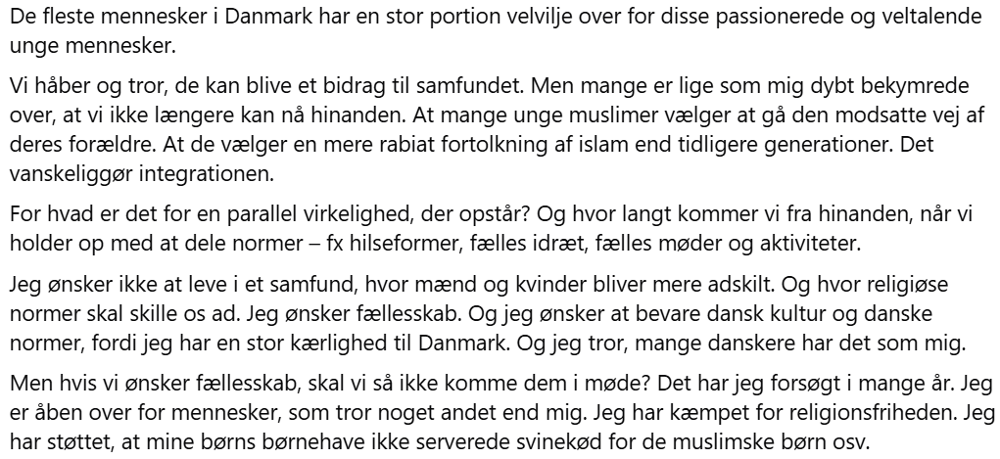 De fleste mennesker i Danmark har en stor portion velvilje over for disse passionerede og veltalende
unge mennesker.
Vi håber og tror, de kan blive et bidrag til samfundet. Men mange er lige som mig dybt bekymrede
over, at vi ikke længere kan nå hinanden. At mange unge muslimer vælger at gå den modsatte vej af
deres forældre. At de vælger en mere rabiat fortolkning af islam end tidligere generationer. Det
vanskeliggør integrationen.
For hvad er det for en parallel virkelighed, der opstår? Og hvor langt kommer vi fra hinanden, når vi
holder op med at dele normer – fx hilseformer, fælles idræt, fælles møder og aktiviteter.
Jeg ønsker ikke at leve i et samfund, hvor mænd og kvinder bliver mere adskilt. Og hvor religiøse
normer skal skille os ad. Jeg ønsker fællesskab. Og jeg ønsker at bevare dansk kultur og danske
normer, fordi jeg har en stor kærlighed til Danmark. Og jeg tror, mange danskere har det som mig.
Men hvis vi ønsker fællesskab, skal vi så ikke komme dem i møde? Det har jeg forsøgt i mange år. Jeg
er åben over for mennesker, som tror noget andet end mig. Jeg har kæmpet for religionsfriheden. Jeg
har støttet, at mine børns børnehave ikke serverede svinekød for de muslimske børn osv.